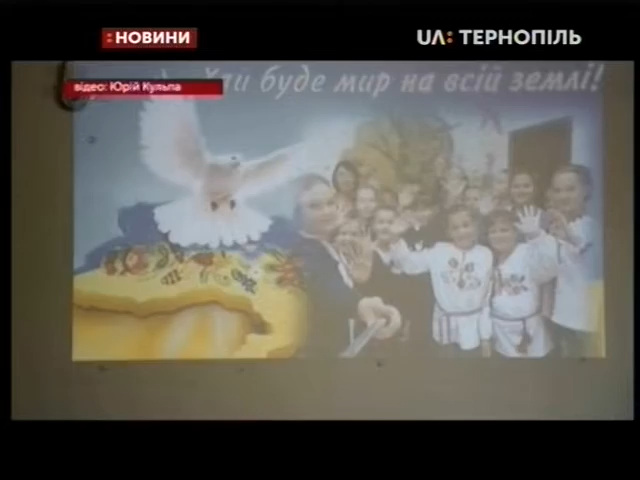 :НОВИНИ
UA: ТЕРНОПІЛЬ
відео: Юрій Кульпа
буде мир на всій землі!